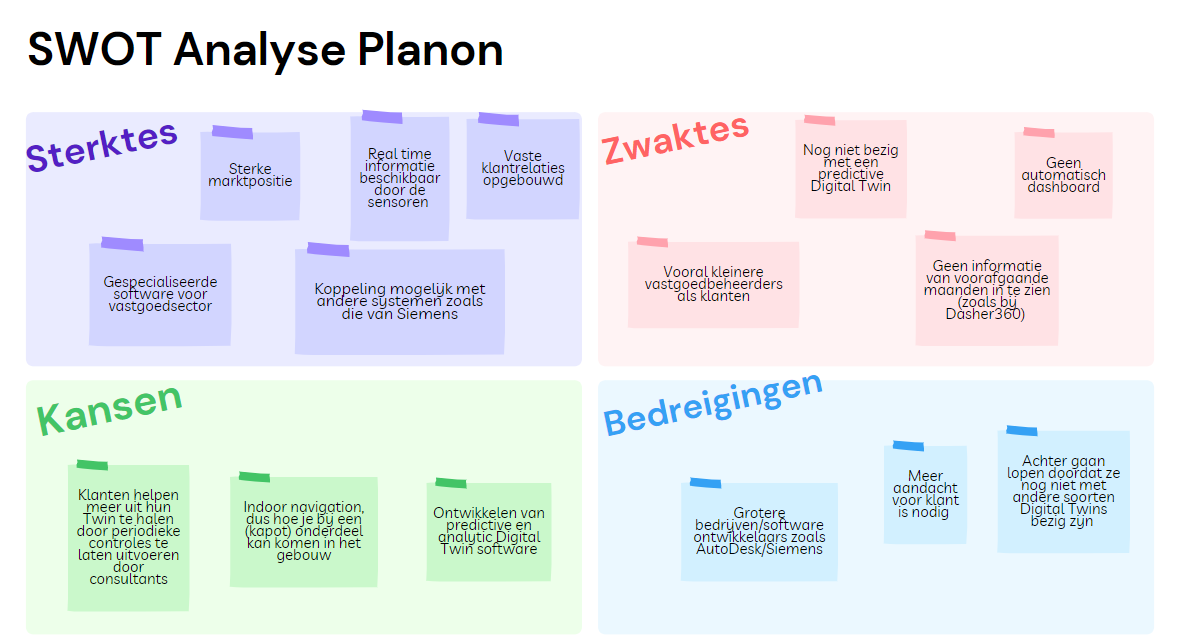 SWOT Analyse Planon
Sterktes
Sterke
marktpositie
Real time
informatie
beschikbaar
door de
sensoren
Vaste
klantrelaties
opgebouwd
Gespecialiseerde
software voor
vastgoedsector
Koppeling mogelijk met
andere systemen zoals
die van Siemens
Zwaktes
Nog niet bezig
met een
predictive
Digital Twin
Geen
automatisch
dashboard
Vooral kleinere
vastgoedbeheerders
als klanten
Geen informatie
van voorafgaande
maanden in te zien
(zoals bij
Dasher360)
Kansen
Klanten helpen
meer uit hun
Twin te halen
door periodieke
controles te
laten uitvoeren
door
consultants
Indoor navigation,
dus hoe je bij een
(kapot) onderdeel
kan komen in het
gebouw
Ontwikkelen van
predictive en
analytic Digital
Twin software
Bedreigingen
Grotere
bedrijven/software
ontwikkelaars zoals
AutoDesk/Siemens
Meer
aandacht
voor klant
is nodig
Achter gaan
lopen doordat ze
nog niet met
andere soorten
Digital Twins
bezig zijn